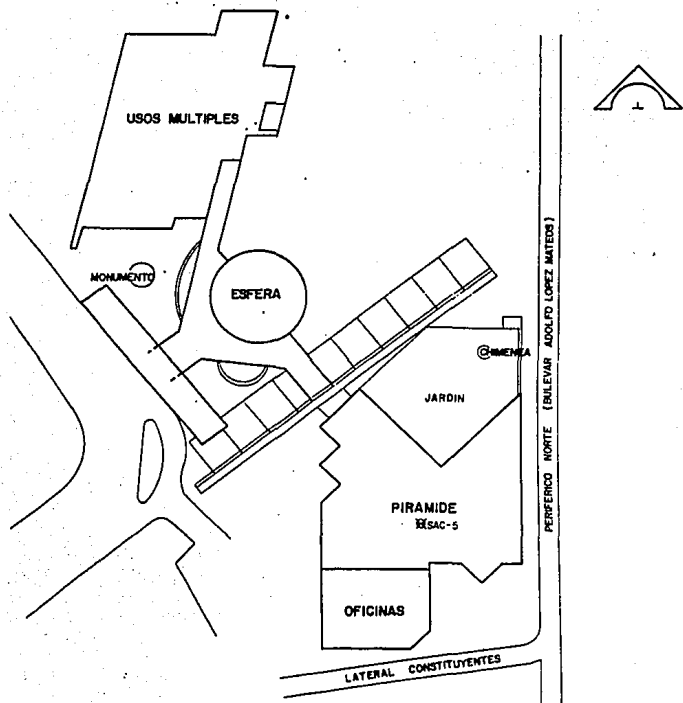 USOS MULTIPLES
MONUMENTO
ESFERA
PERIFERICO NORTE (BULEVAR ADOLFO LOPEZ MATEOS)
CHIMENEA
JARDIN
PIRAMIDE
SAC-5
OFICINAS
LATERAL CONSTITUYENTES